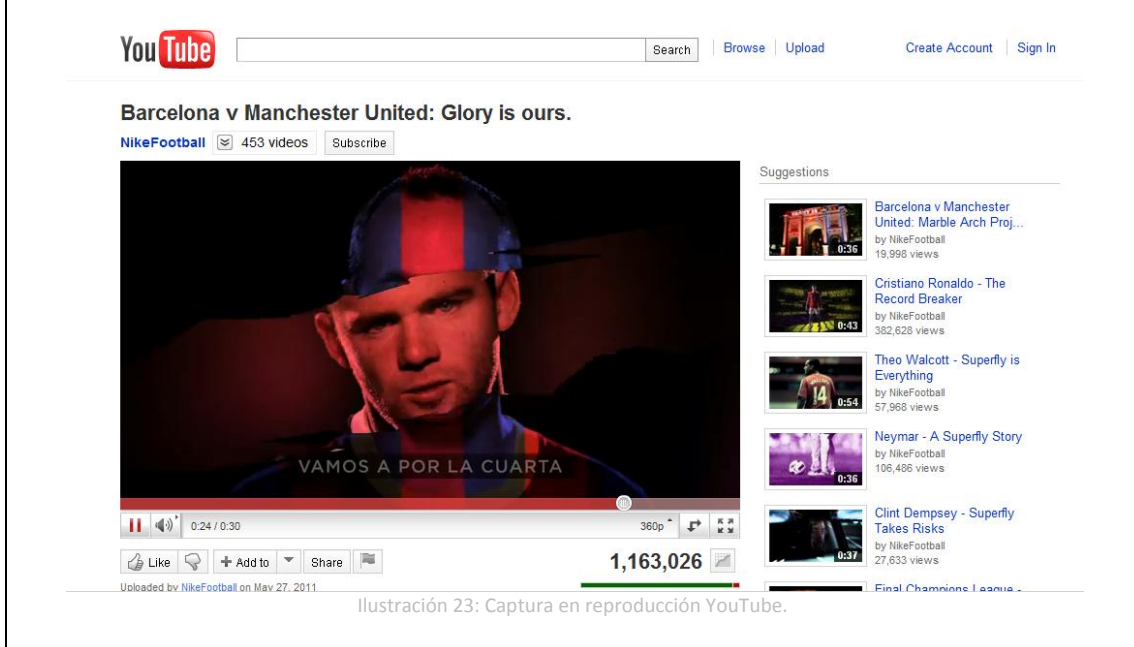 You Tube
Search
Browse
Upload
Create Account
Sign In
Barcelona v Manchester United: Glory is ours.
NikeFootball
453 videos
Subscribe
VAMOS A POR LA CUARTA
0:24 / 0:30
360p
Like
Add to
Share
1,163,026
Uploaded by NikeFootball on May 27, 2011
Suggestions
0:36
Barcelona v Manchester
United: Marble Arch Proj...
by NikeFootball
19,998 views
0:43
Cristiano Ronaldo - The
Record Breaker
by NikeFootball
382,628 views
14
0:54
Theo Walcott - Superfly is
Everything
by NikeFootball
57,968 views
0:36
Neymar - A Superfly Story
by NikeFootball
106,486 views
0:37
Clint Dempsey - Superfly
Takes Risks
by NikeFootball
27,633 views
Final Champions League -
Ilustración 23: Captura en reproducción YouTube.